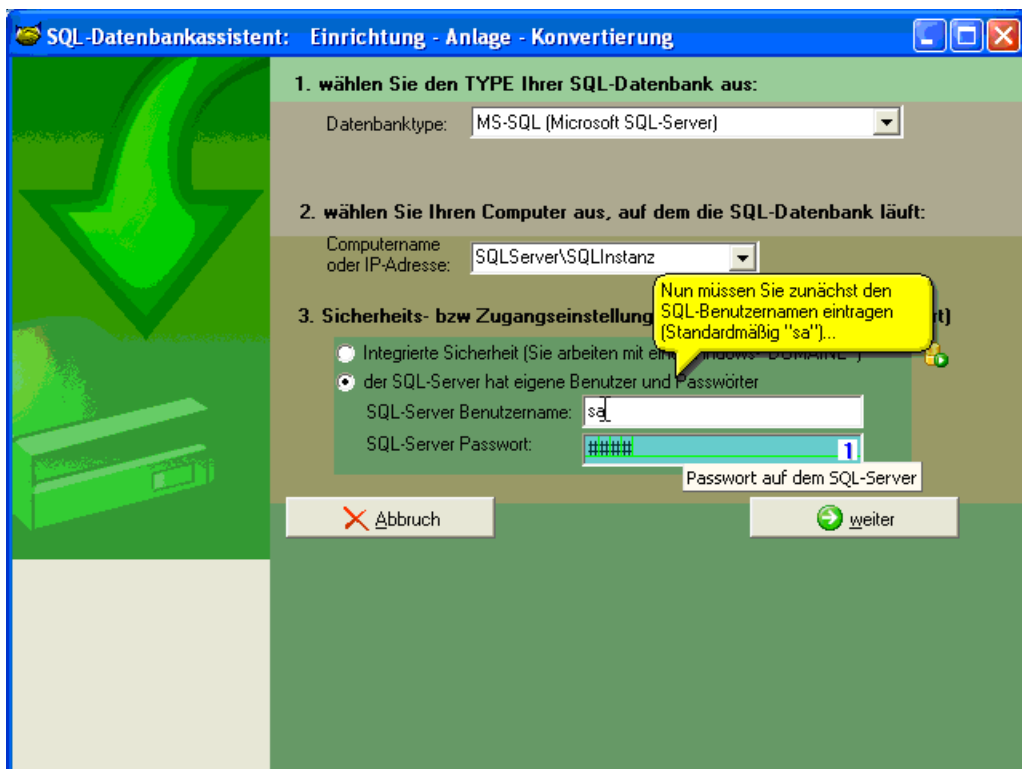 SQL-Datenbankassistent: Einrichtung - Anlage - Konvertierung
1. wählen Sie den TYPE Ihrer SQL-Datenbank aus:
Datenbanktype: MS-SQL (Microsoft SQL-Server)
2. wählen Sie Ihren Computer aus, auf dem die SQL-Datenbank läuft:
Computername
oder IP-Adresse: SQLServer\SQLInstanz
Nun müssen Sie zunächst den
SQL-Benutzernamen eintragen
(Standardmäßig "sa")...
3. Sicherheits- bzw Zugangseinstellung
Integrierte Sicherheit (Sie arbeiten mit
der SQL-Server hat eigene Benutzer und Passwörter
SQL-Server Benutzername: sa
SQL-Server Passwort: #### 1
Passwort auf dem SQL-Server
Abbruch weiter